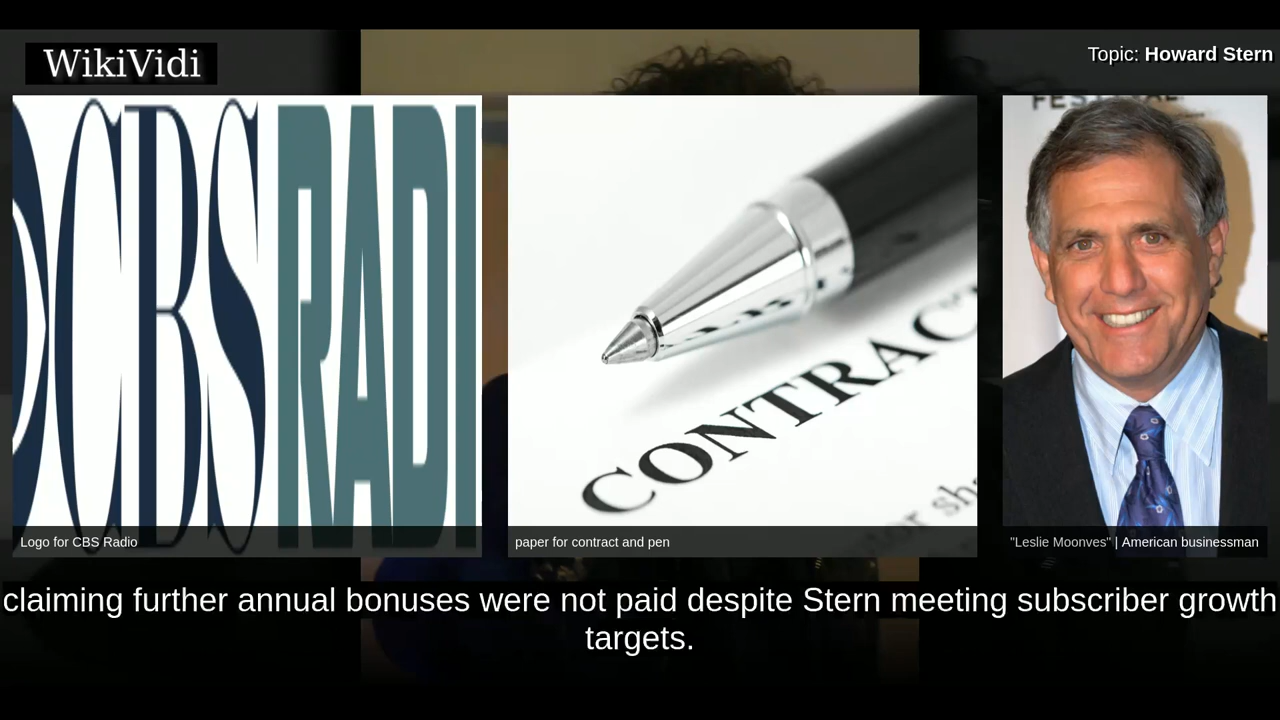 WikiVidi
Topic: Howard Stern
CBS RADI
CONTRACT
Logo for CBS Radio
paper for contract and pen
"Leslie Moonves" | American businessman
claiming further annual bonuses were not paid despite Stern meeting subscriber growth
targets.